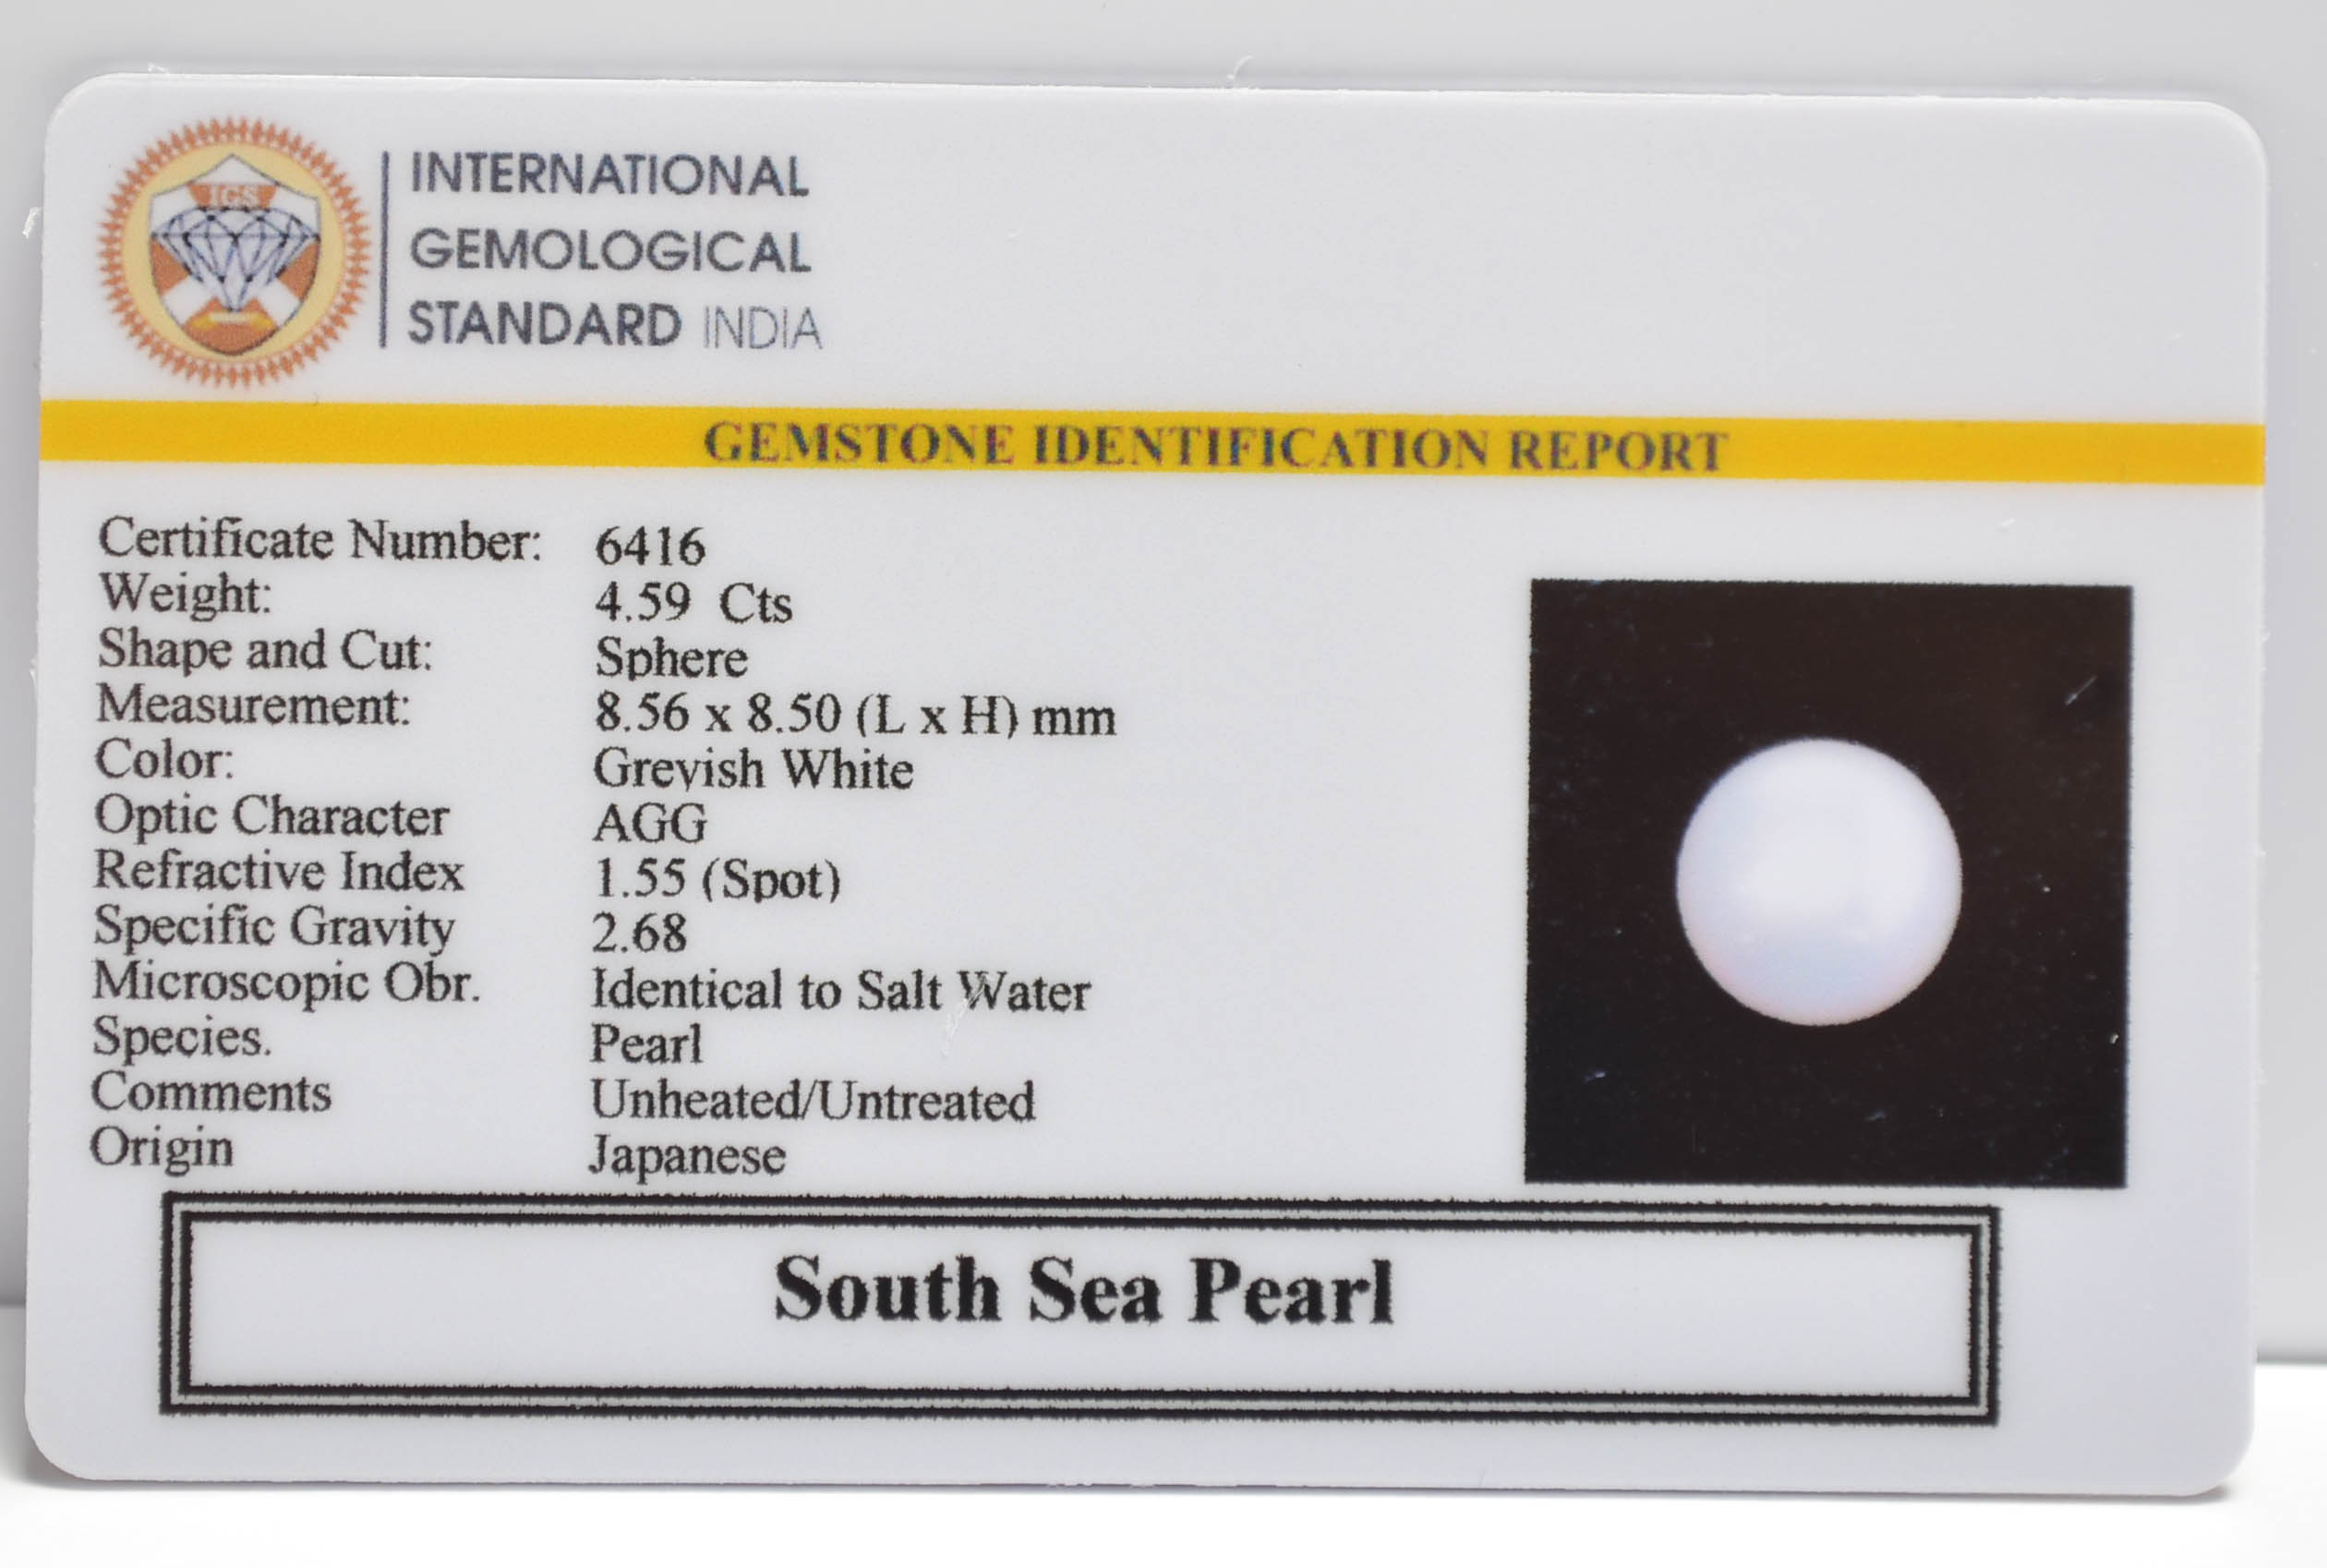 IGS
INTERNATIONAL
GEMOLOGICAL
STANDARD INDIA
GEMSTONE IDENTIFICATION REPORT
Certificate Number: 6416
Weight: 4.59 Cts
Shape and Cut: Sphere
Measurement: 8.56 x 8.50 (L x H) mm
Color: Greyish White
Optic Character AGG
Refractive Index 1.55 (Spot)
Specific Gravity 2.68
Microscopic Obr. Identical to Salt Water
Species. Pearl
Comments Unheated/Untreated
Origin Japanese
South Sea Pearl